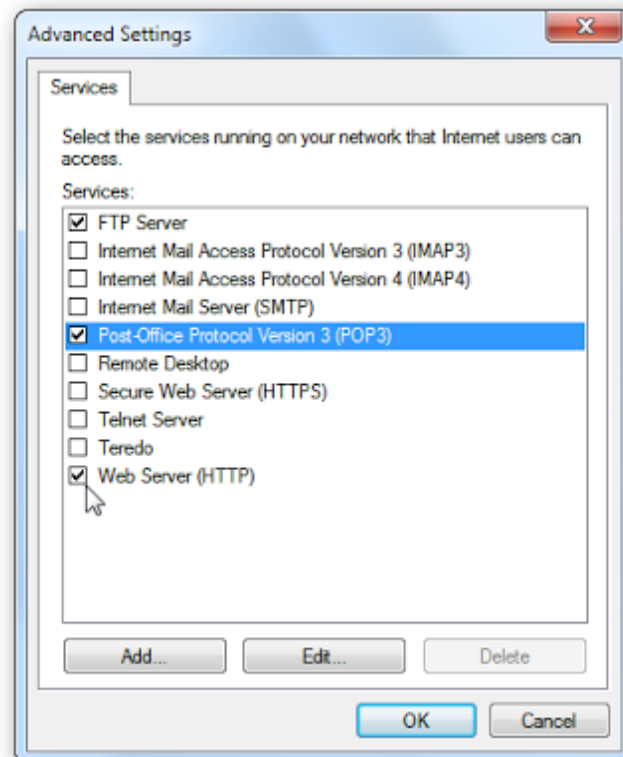 Advanced Settings
Services
Select the services running on your network that Internet users can
access.
Services:
FTP Server
Internet Mail Access Protocol Version 3 (IMAP3)
Internet Mail Access Protocol Version 4 (IMAP4)
Internet Mail Server (SMTP)
Post-Office Protocol Version 3 (POP3)
Remote Desktop
Secure Web Server (HTTPS)
Telnet Server
Teredo
Web Server (HTTP)
Add... Edit... Delete
OK Cancel